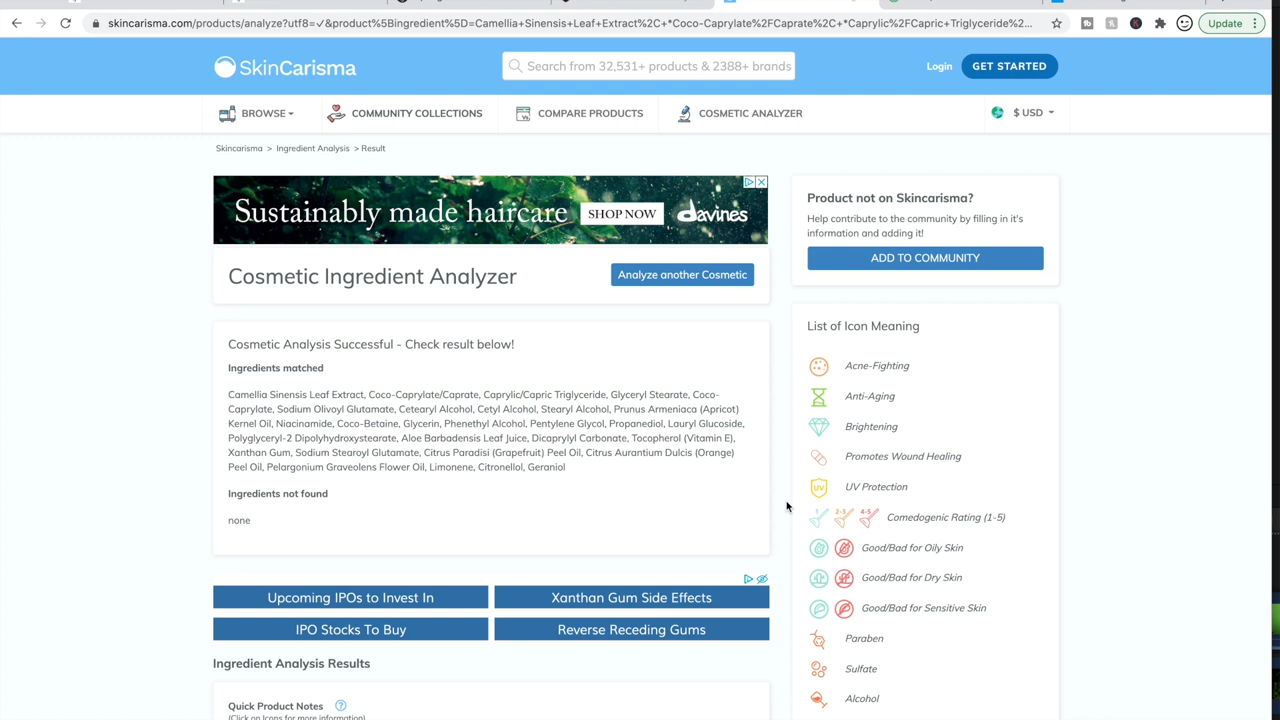 skincarisma.com/products/analyze?utf8=✓&product%5Bingredient%5D=Camellia+Sinensis+Leaf+Extract%2C+*Coco-Caprylate%2FCaprate%2C+*Caprylic%2FCapric+Triglyceride%2...
Update
SkinCarisma
Search from 32,531+ products & 2388+ brands
Login
GET STARTED
BROWSE
COMMUNITY COLLECTIONS
COMPARE PRODUCTS
COSMETIC ANALYZER
$ USD
Skincarisma > Ingredient Analysis > Result
Sustainably made haircare
SHOP NOW
davines
Cosmetic Ingredient Analyzer
Analyze another Cosmetic
Cosmetic Analysis Successful - Check result below!
Ingredients matched
Camellia Sinensis Leaf Extract, Coco-Caprylate/Caprate, Caprylic/Capric Triglyceride, Glyceryl Stearate, Coco-
Caprylate, Sodium Olivoyl Glutamate, Cetearyl Alcohol, Cetyl Alcohol, Stearyl Alcohol, Prunus Armeniaca (Apricot)
Kernel Oil, Niacinamide, Coco-Betaine, Glycerin, Phenethyl Alcohol, Pentylene Glycol, Propanediol, Lauryl Glucoside,
Polyglyceryl-2 Dipolyhydroxystearate, Aloe Barbadensis Leaf Juice, Dicaprylyl Carbonate, Tocopherol (Vitamin E),
Xanthan Gum, Sodium Stearoyl Glutamate, Citrus Paradisi (Grapefruit) Peel Oil, Citrus Aurantium Dulcis (Orange)
Peel Oil, Pelargonium Graveolens Flower Oil, Limonene, Citronellol, Geraniol
Ingredients not found
none
Upcoming IPOs to Invest In
Xanthan Gum Side Effects
IPO Stocks To Buy
Reverse Receding Gums
Ingredient Analysis Results
Quick Product Notes ?
(Click on Icons for more information)
Product not on Skincarisma?
Help contribute to the community by filling in it's
information and adding it!
ADD TO COMMUNITY
List of Icon Meaning
Acne-Fighting
Anti-Aging
Brightening
Promotes Wound Healing
UV Protection
1 2-3 4-5 Comedogenic Rating (1-5)
Good/Bad for Oily Skin
Good/Bad for Dry Skin
Good/Bad for Sensitive Skin
Paraben
Sulfate
Alcohol